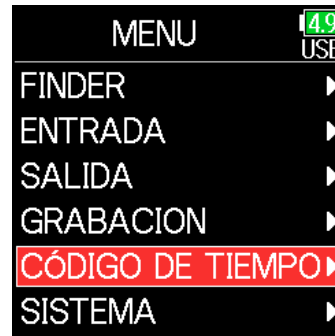 MENU
4.9
USB
FINDER
ENTRADA
SALIDA
GRABACION
CóDIGO DE TIEMPO
SISTEMA